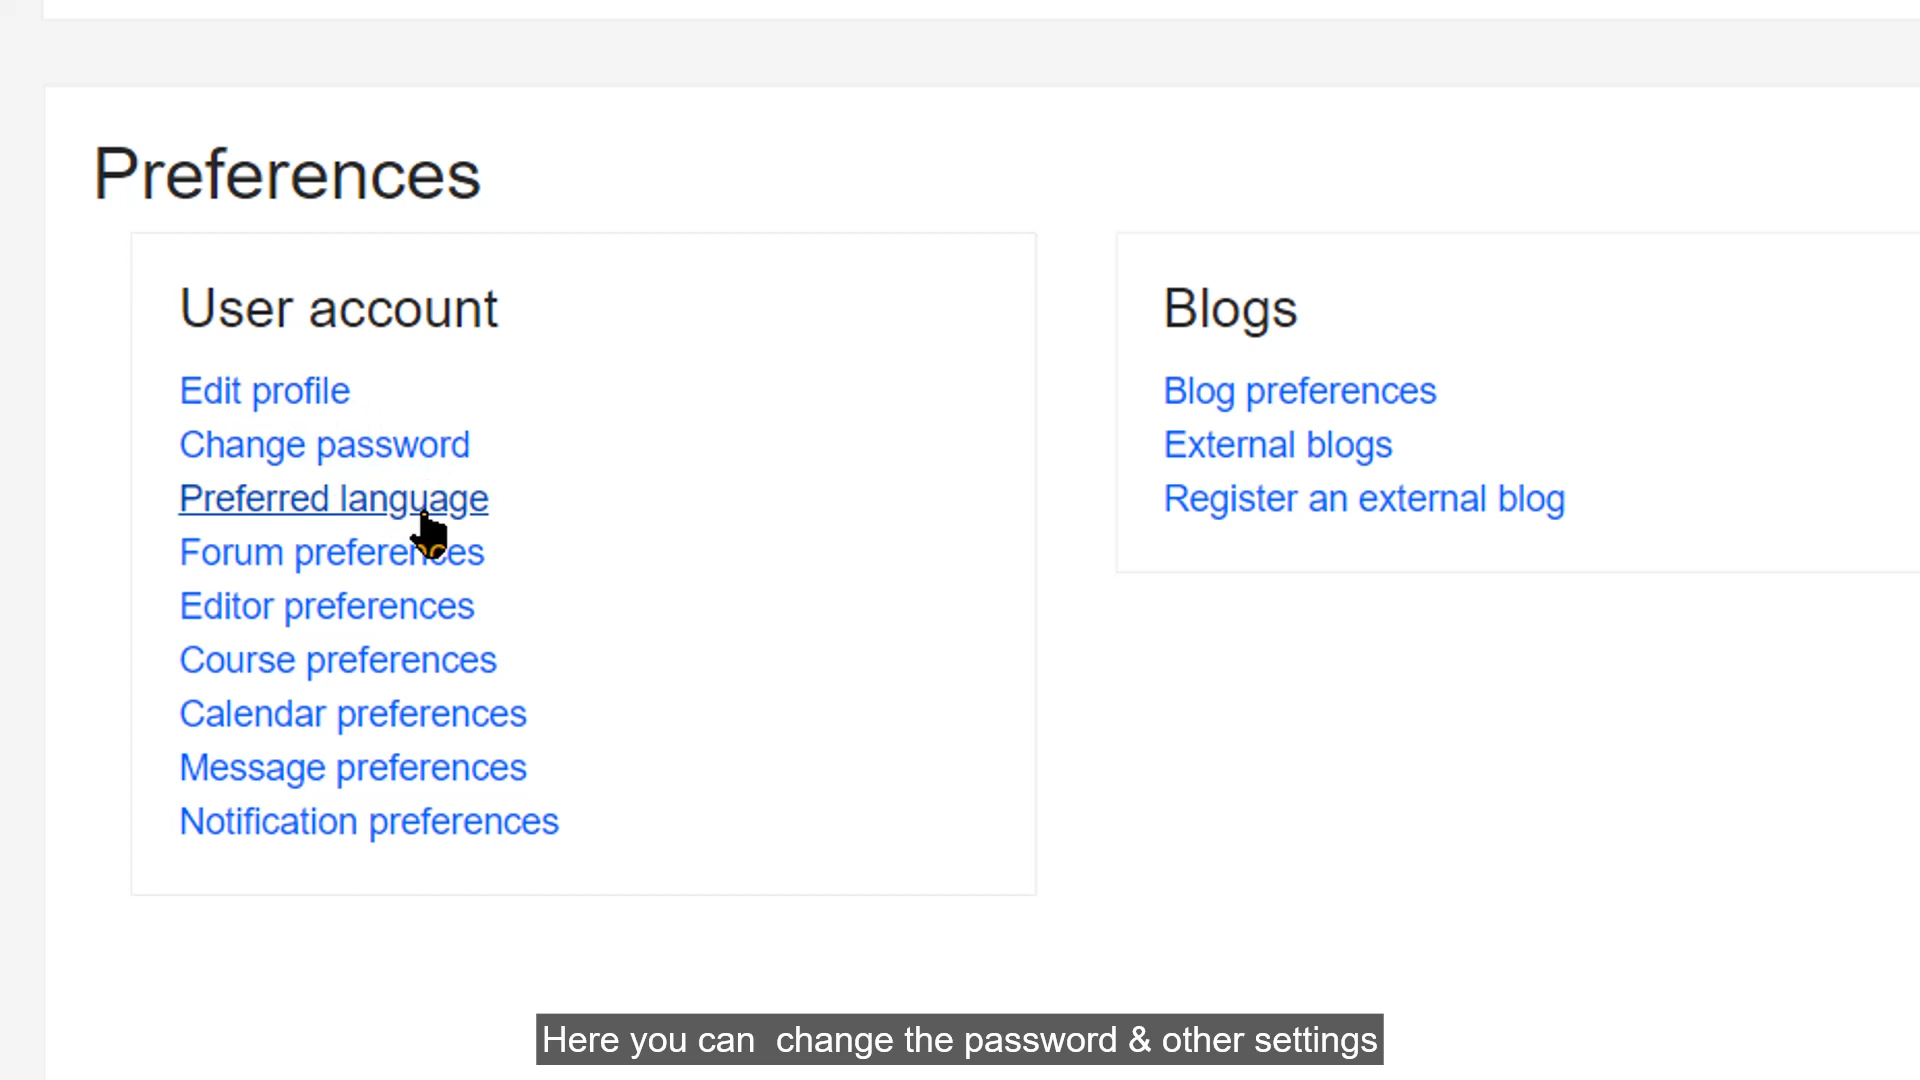 Preferences
User account
Edit profile
Change password
Preferred language
Forum preferences
Editor preferences
Course preferences
Calendar preferences
Message preferences
Notification preferences
Blogs
Blog preferences
External blogs
Register an external blog
Here you can  change the password & other settings